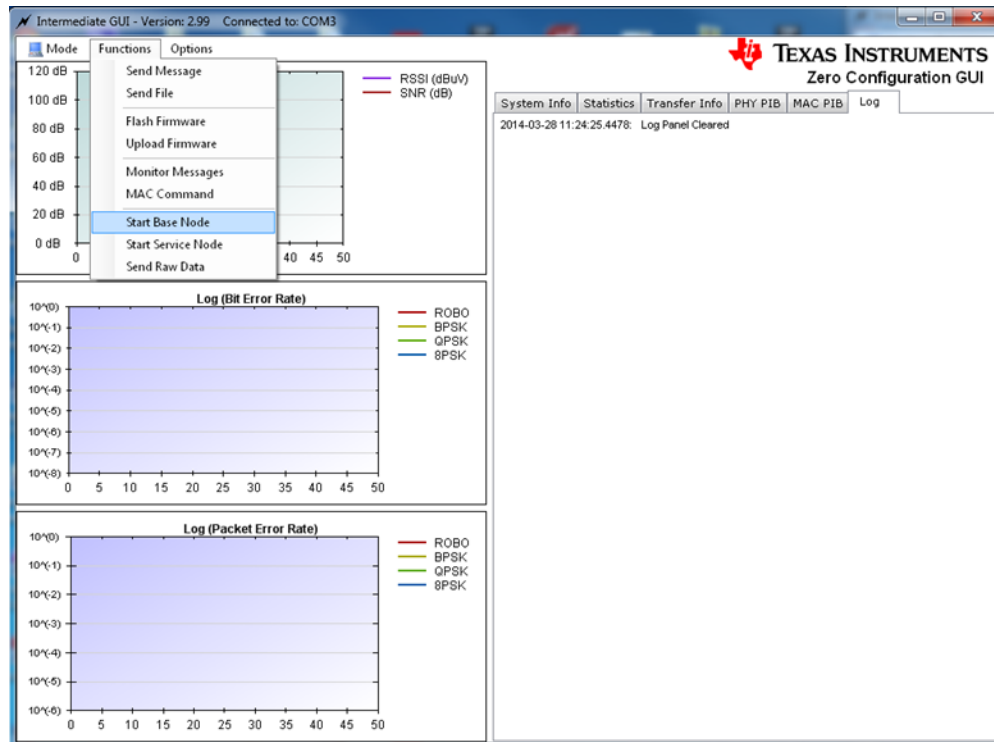 Intermediate GUI - Version: 2.99 Connected to: COM3
Mode Functions Options
TEXAS INSTRUMENTS
Zero Configuration GUI
Send Message
Send File
Flash Firmware
Upload Firmware
Monitor Messages
MAC Command
Start Base Node
Start Service Node
Send Raw Data
120 dB
100 dB
80 dB
60 dB
40 dB
20 dB
0 dB
0 40 45 50
RSSI (dBuV)
SNR (dB)
System Info Statistics Transfer Info PHY PIB MAC PIB Log
2014-03-28 11:24:25.4478: Log Panel Cleared
Log (Bit Error Rate)
10^(0)
10^(-1)
10^(-2)
10^(-3)
10^(-4)
10^(-5)
10^(-6)
10^(-7)
10^(-8)
0 5 10 15 20 25 30 35 40 45 50
ROBO
BPSK
QPSK
8PSK
Log (Packet Error Rate)
10^(0)
10^(-1)
10^(-2)
10^(-3)
10^(-4)
10^(-5)
10^(-6)
0 5 10 15 20 25 30 35 40 45 50
ROBO
BPSK
QPSK
8PSK